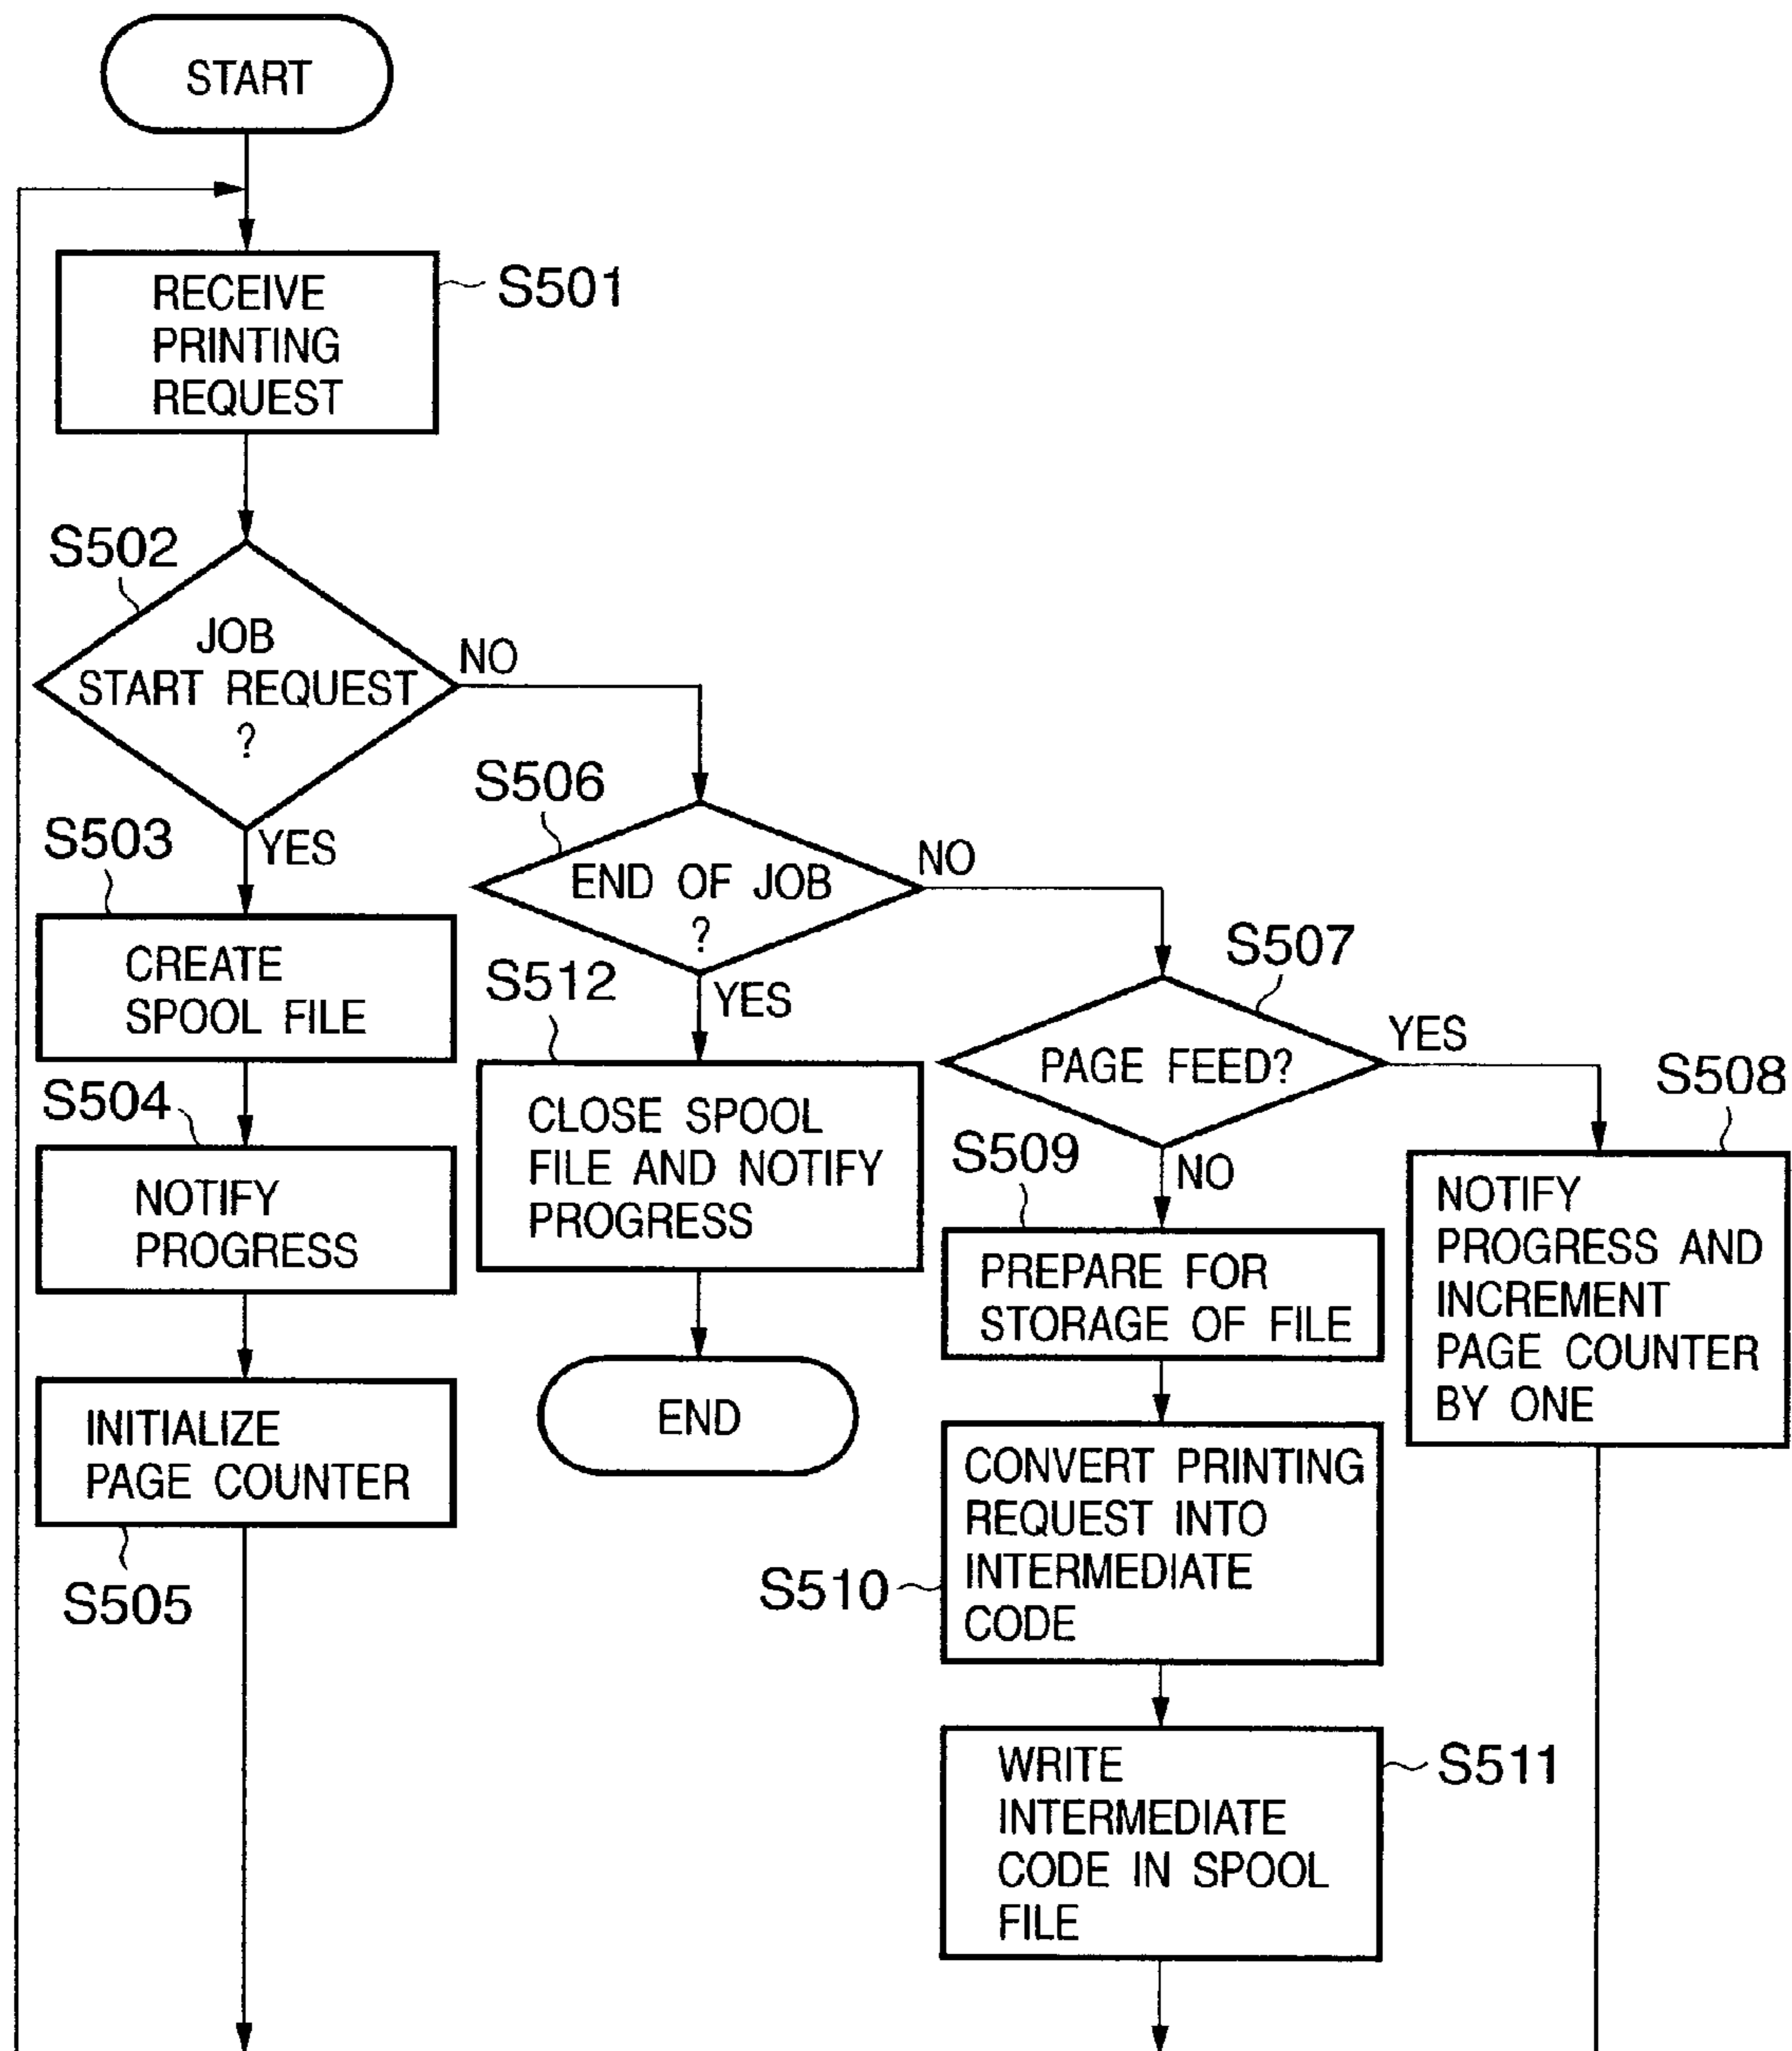 START
RECEIVE
PRINTING
REQUEST
S501
S502
JOB
START REQUEST
?
NO
YES
S503
CREATE
SPOOL FILE
S504
NOTIFY
PROGRESS
INITIALIZE
PAGE COUNTER
S505
S506
END OF JOB
?
NO
YES
S512
CLOSE SPOOL
FILE AND NOTIFY
PROGRESS
END
S507
PAGE FEED?
YES
NO
S508
NOTIFY
PROGRESS AND
INCREMENT
PAGE COUNTER
BY ONE
S509
PREPARE FOR
STORAGE OF FILE
S510
CONVERT PRINTING
REQUEST INTO
INTERMEDIATE
CODE
WRITE
INTERMEDIATE
CODE IN SPOOL
FILE
S511